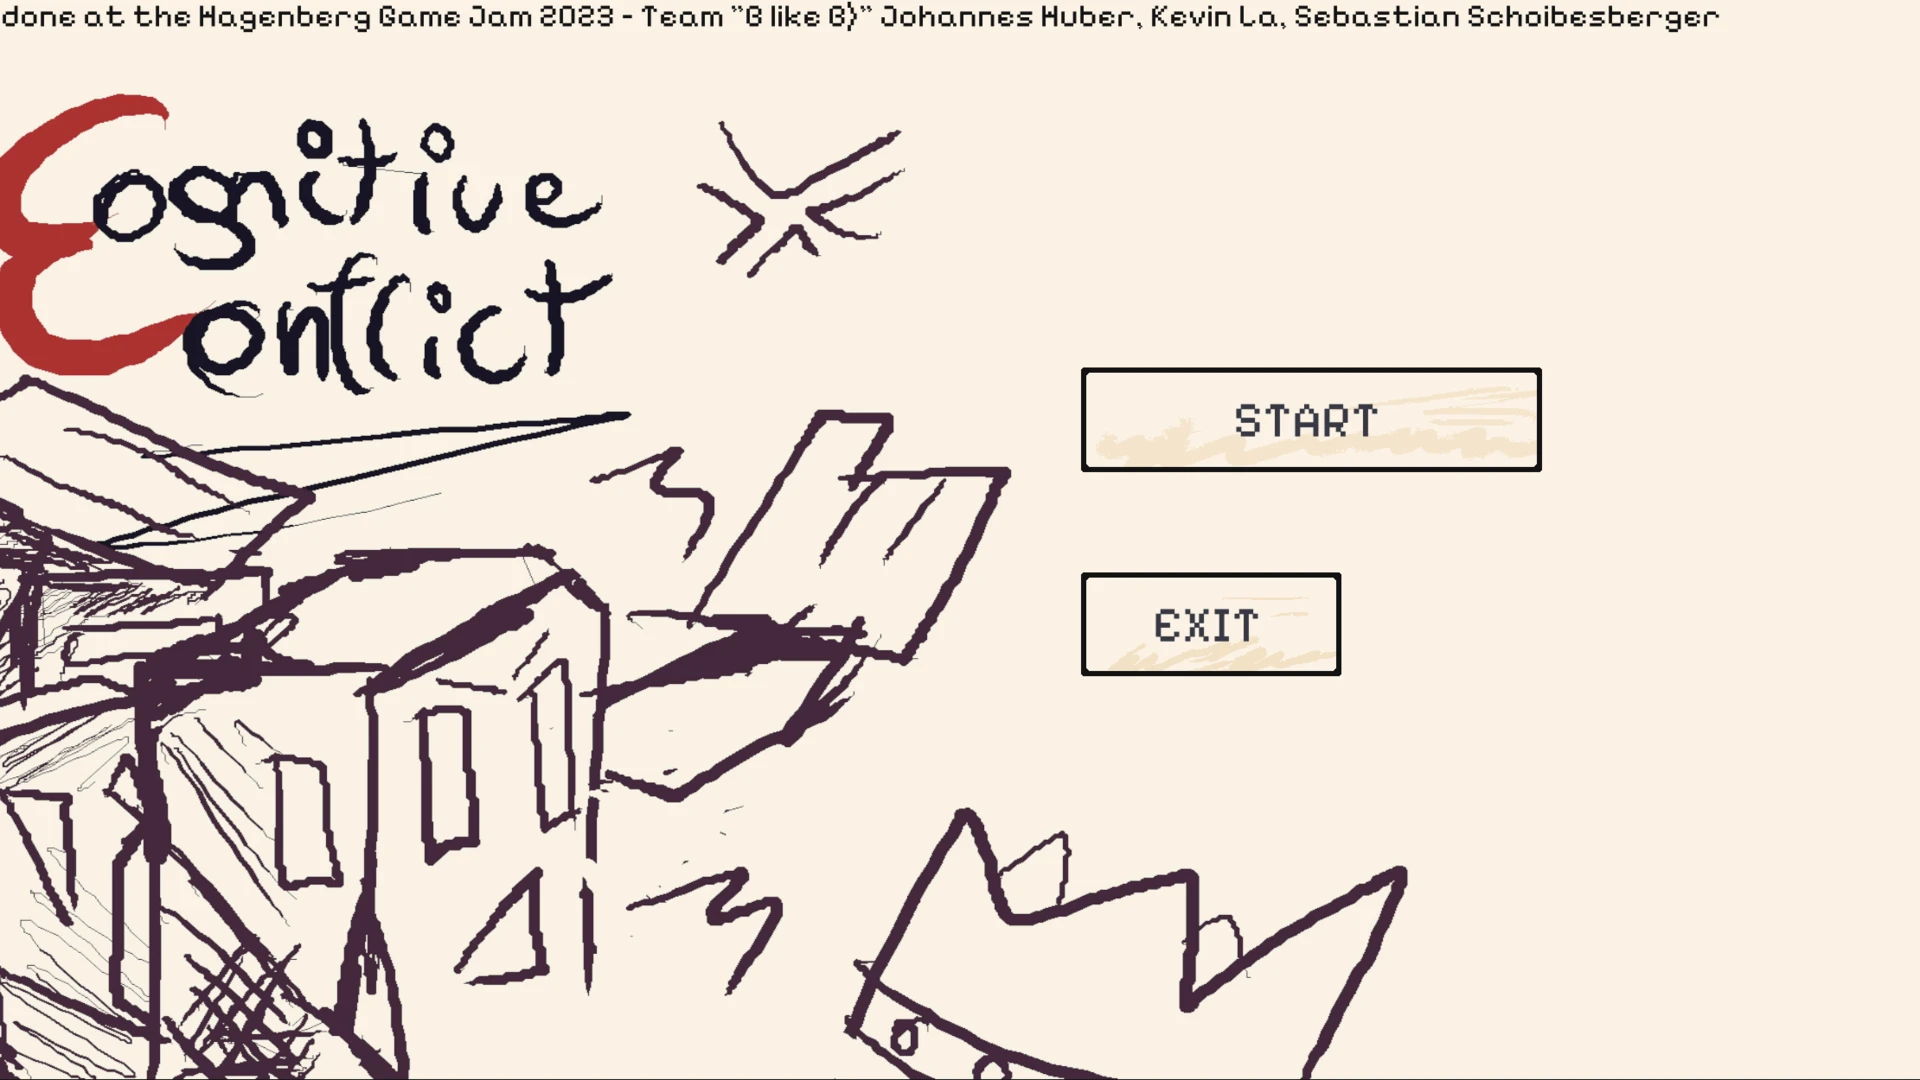 done at the Hagenberg Game Jam 2023 - Team "G like G)" Johannes Huber, Kevin La, Sebastian Schoibesberger
Cognitive
Conflict
START
EXIT